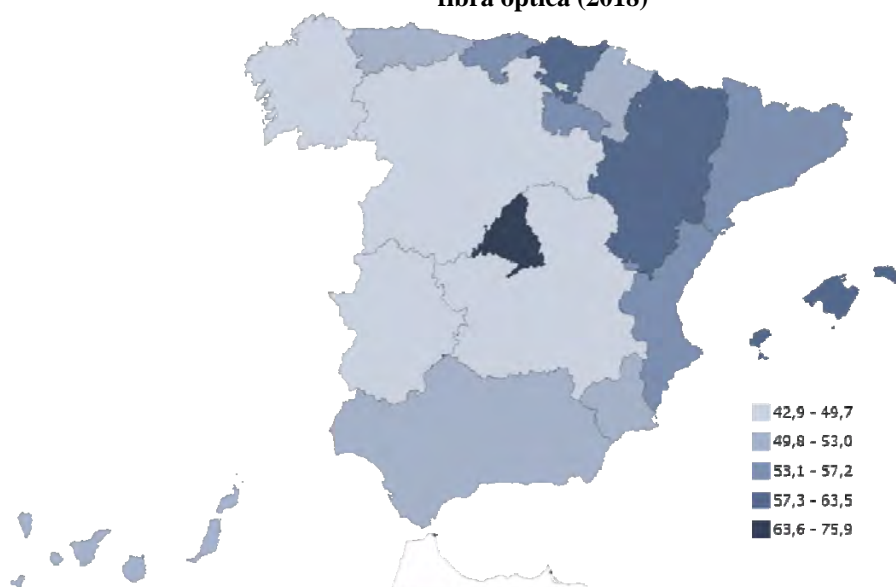 fibra óptica (2018)
42,9 - 49,7
49,8 - 53,0
53,1 - 57,2
57,3 - 63,5
63,6 - 75,9